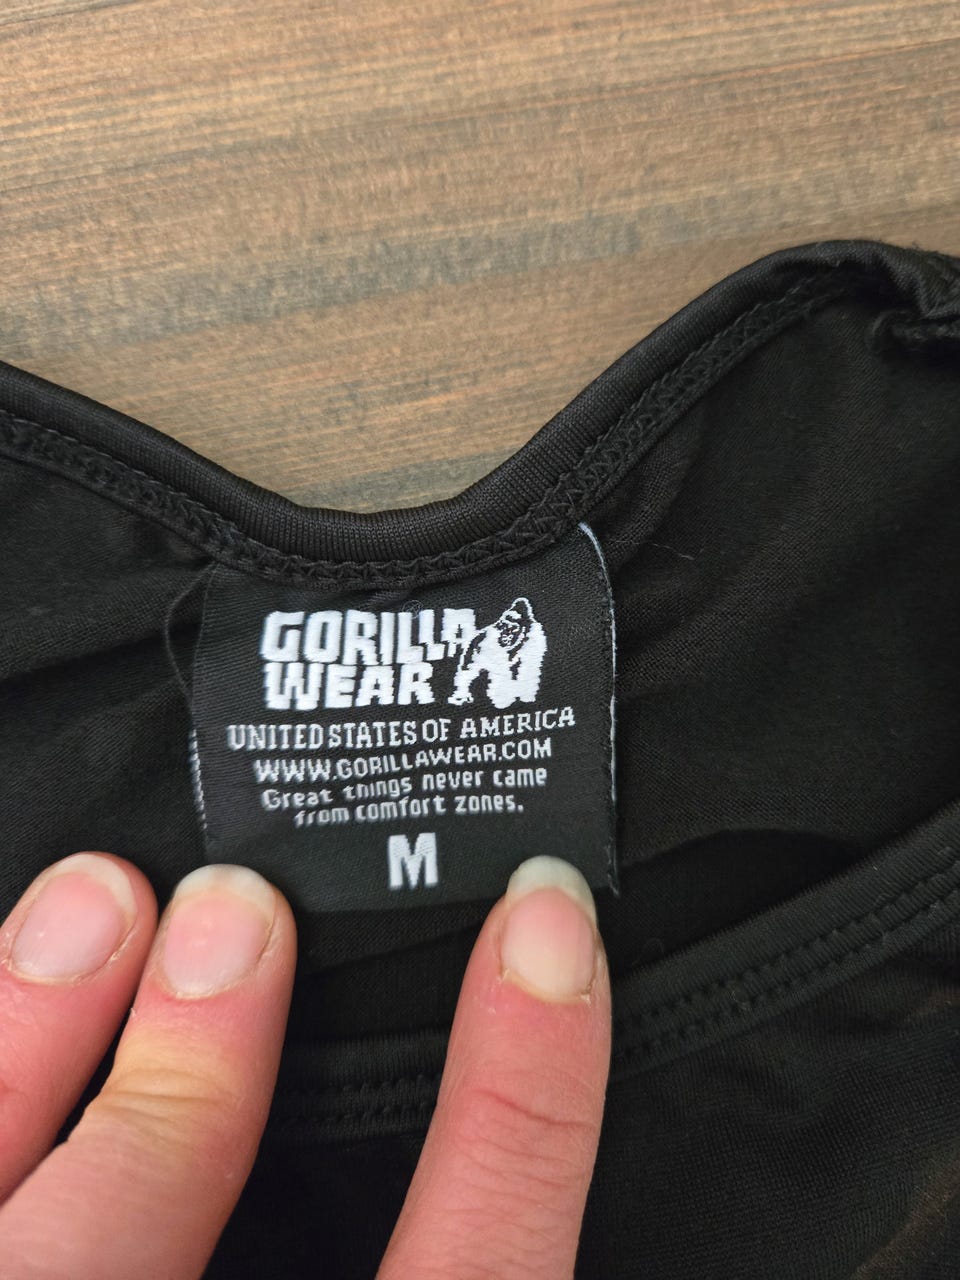 GORILLA
WEAR
UNITED STATES OF AMERICA
WWW.GORILLAWEAR.COM
Great things never came
from comfort zones.
M